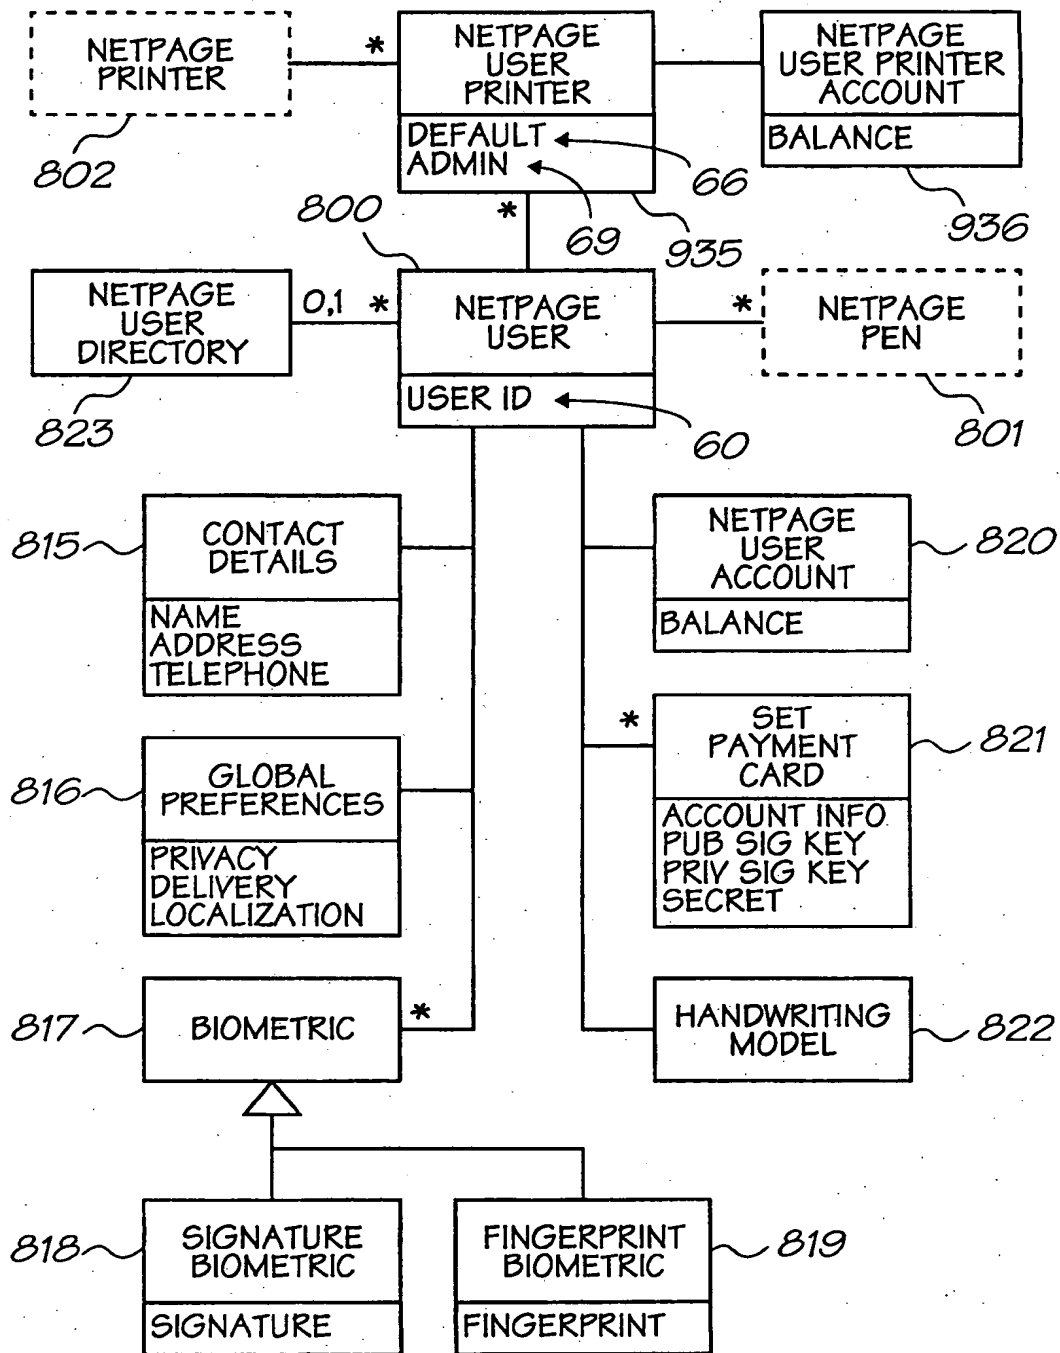 NETPAGE
PRINTER
802
*
NETPAGE
USER
PRINTER
DEFAULT
ADMIN
NETPAGE
USER PRINTER
ACCOUNT
BALANCE
66
69
935
936
*
800
NETPAGE
USER
DIRECTORY
823
0,1
*
NETPAGE
USER
USER ID
60
*
NETPAGE
PEN
801
815
CONTACT
DETAILS
NAME
ADDRESS
TELEPHONE
NETPAGE
USER
ACCOUNT
BALANCE
820
816
GLOBAL
PREFERENCES
PRIVACY
DELIVERY
LOCALIZATION
*
SET
PAYMENT
CARD
ACCOUNT INFO
PUB SIG KEY
PRIV SIG KEY
SECRET
821
817
BIOMETRIC
*
HANDWRITING
MODEL
822
818
SIGNATURE
BIOMETRIC
SIGNATURE
FINGERPRINT
BIOMETRIC
FINGERPRINT
819